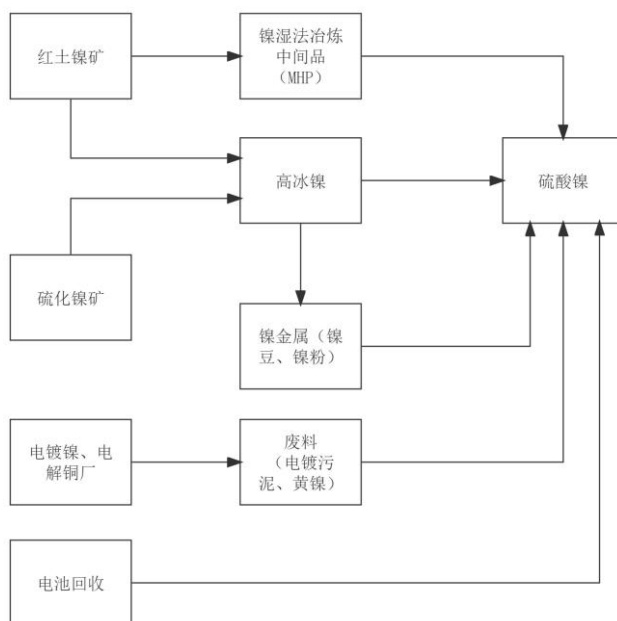 红土镍矿
镍湿法冶炼
中间品
（MHP）
高冰镍
硫酸镍
硫化镍矿
镍金属（镍
豆、镍粉）
电镀镍、电
解铜厂
废料
（电镀污
泥、黄镍）
电池回收